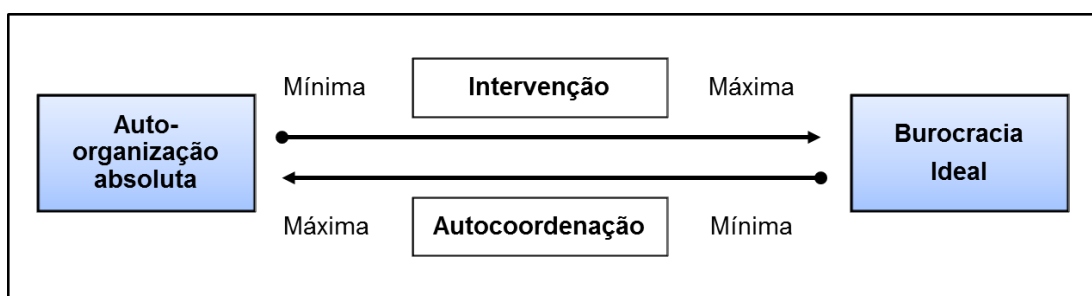 Mínima
Intervenção
Máxima
Auto-
organização
absoluta
Burocracia
Ideal
Máxima
Autocoordenação
Mínima